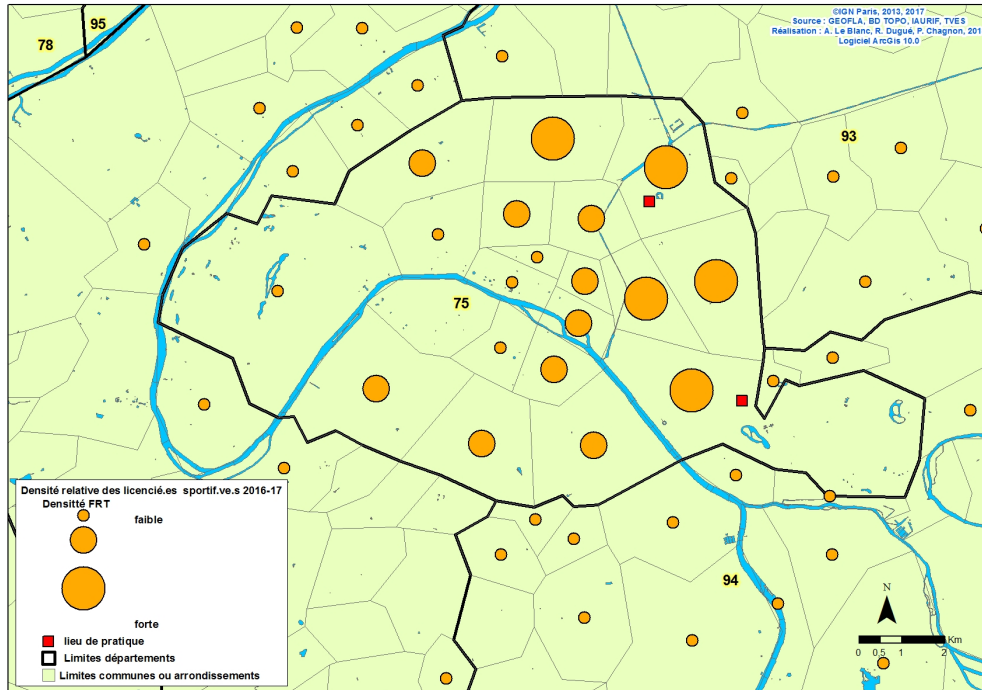 ©IGN Paris, 2013, 2017
Source : GEOFLA, BD TOPO, IAURIF, TVES
Réalisation : A. Le Blanc, R. Dugué, P. Chagnon, 201
Logiciel ArcGis 10.0
95
78
93
75
94
Densité relative des licencié.es sportif.ve.s 2016-17
Densitté FRT
faible
forte
lieu de pratique
Limites départements
Limites communes ou arrondissements
N
0 0,5 1 2 Km